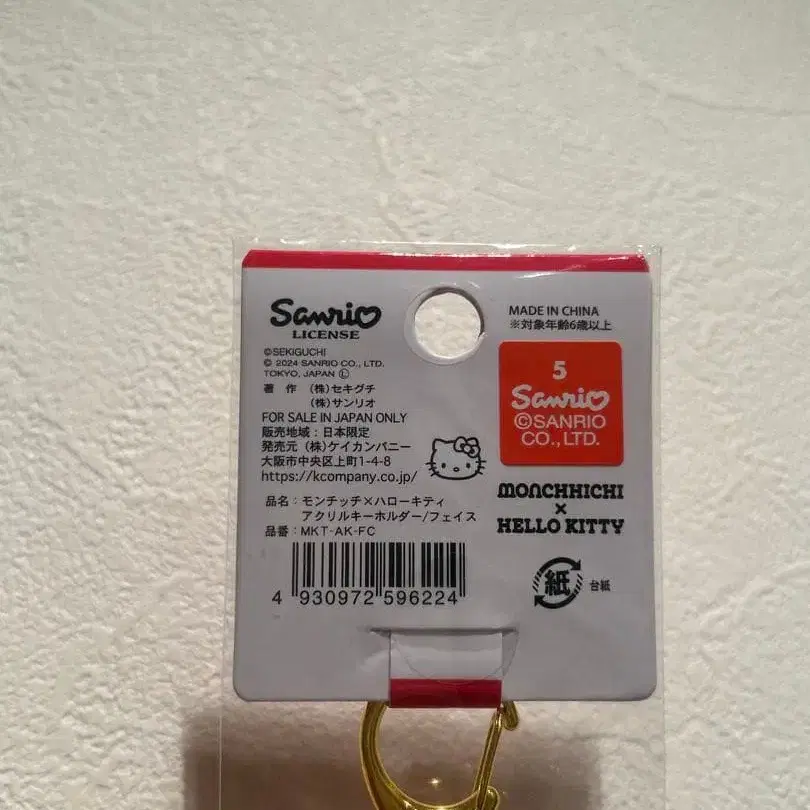 Sanrio
LICENSE
©SEKIGUCHI
© 2024 SANRIO CO., LTD.
TOKYO, JAPAN Ⓛ
著 作 (株)セキグチ
(株)サンリオ
FOR SALE IN JAPAN ONLY
販売地域:日本限定
発売元 (株)ケイカンパニー
大阪市中央区上町1-4-8
https://kcompany.co.jp/
品名:モンチッチ×ハローキティ
アクリルキーホルダー/フェイス
品番:MKT-AK-FC
4 930972 596224
MADE IN CHINA
※対象年齢6歳以上
5
Sanrio
©SANRIO
CO.,LTD.
MONCHHICHI
×
HELLO KITTY
紙 台紙